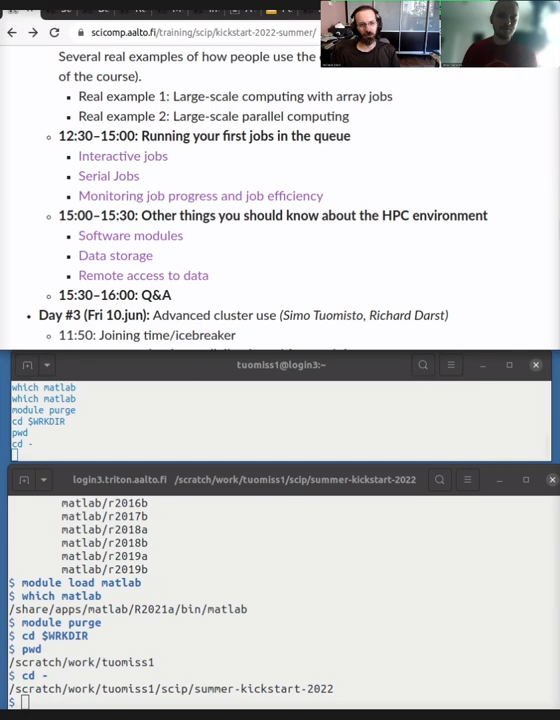 scicomp.aalto.fi/training/scip/kickstart-2022-summer/
Several real examples of how people use the
of the course).
Real example 1: Large-scale computing with array jobs
Real example 2: Large-scale parallel computing
12:30–15:00: Running your first jobs in the queue
Interactive jobs
Serial Jobs
Monitoring job progress and job efficiency
15:00–15:30: Other things you should know about the HPC environment
Software modules
Data storage
Remote access to data
15:30–16:00: Q&A
Day #3 (Fri 10.jun): Advanced cluster use (Simo Tuomisto, Richard Darst)
11:50: Joining time/icebreaker
tuomiss1@login3:~
which matlab
which matlab
module purge
cd $WRKDIR
pwd
cd -
login3.triton.aalto.fi /scratch/work/tuomiss1/scip/summer-kickstart-2022
matlab/r2016b
matlab/r2017b
matlab/r2018a
matlab/r2018b
matlab/r2019a
matlab/r2019b
$ module load matlab
$ which matlab
/share/apps/matlab/R2021a/bin/matlab
$ module purge
$ cd $WRKDIR
$ pwd
/scratch/work/tuomiss1
$ cd -
/scratch/work/tuomiss1/scip/summer-kickstart-2022
$